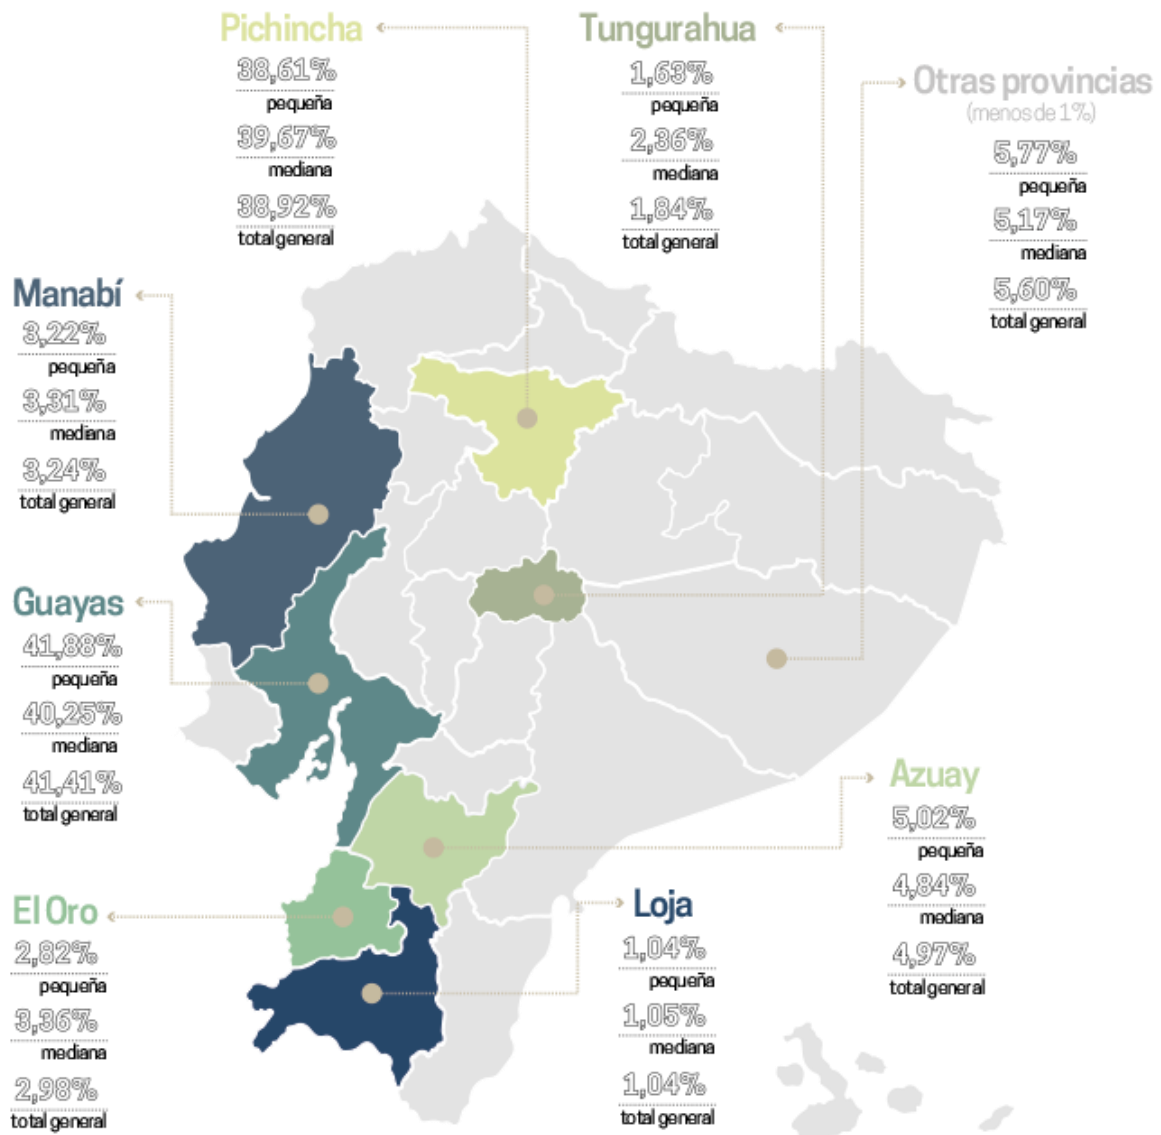 Pichincha
38,61%
pequeña
39,67%
mediana
38,92%
total general
Tungurahua
1,63%
pequeña
2,36%
mediana
1,84%
total general
Otras provincias
(menos de 1%)
5,77%
pequeña
5,17%
mediana
5,60%
total general
Manabí
3,22%
pequeña
3,31%
mediana
3,24%
total general
Guayas
41,88%
pequeña
40,25%
mediana
41,41%
total general
Azuay
5,02%
pequeña
4,84%
mediana
4,97%
total general
El Oro
2,82%
pequeña
3,36%
mediana
2,98%
total general
Loja
1,04%
pequeña
1,05%
mediana
1,04%
total general